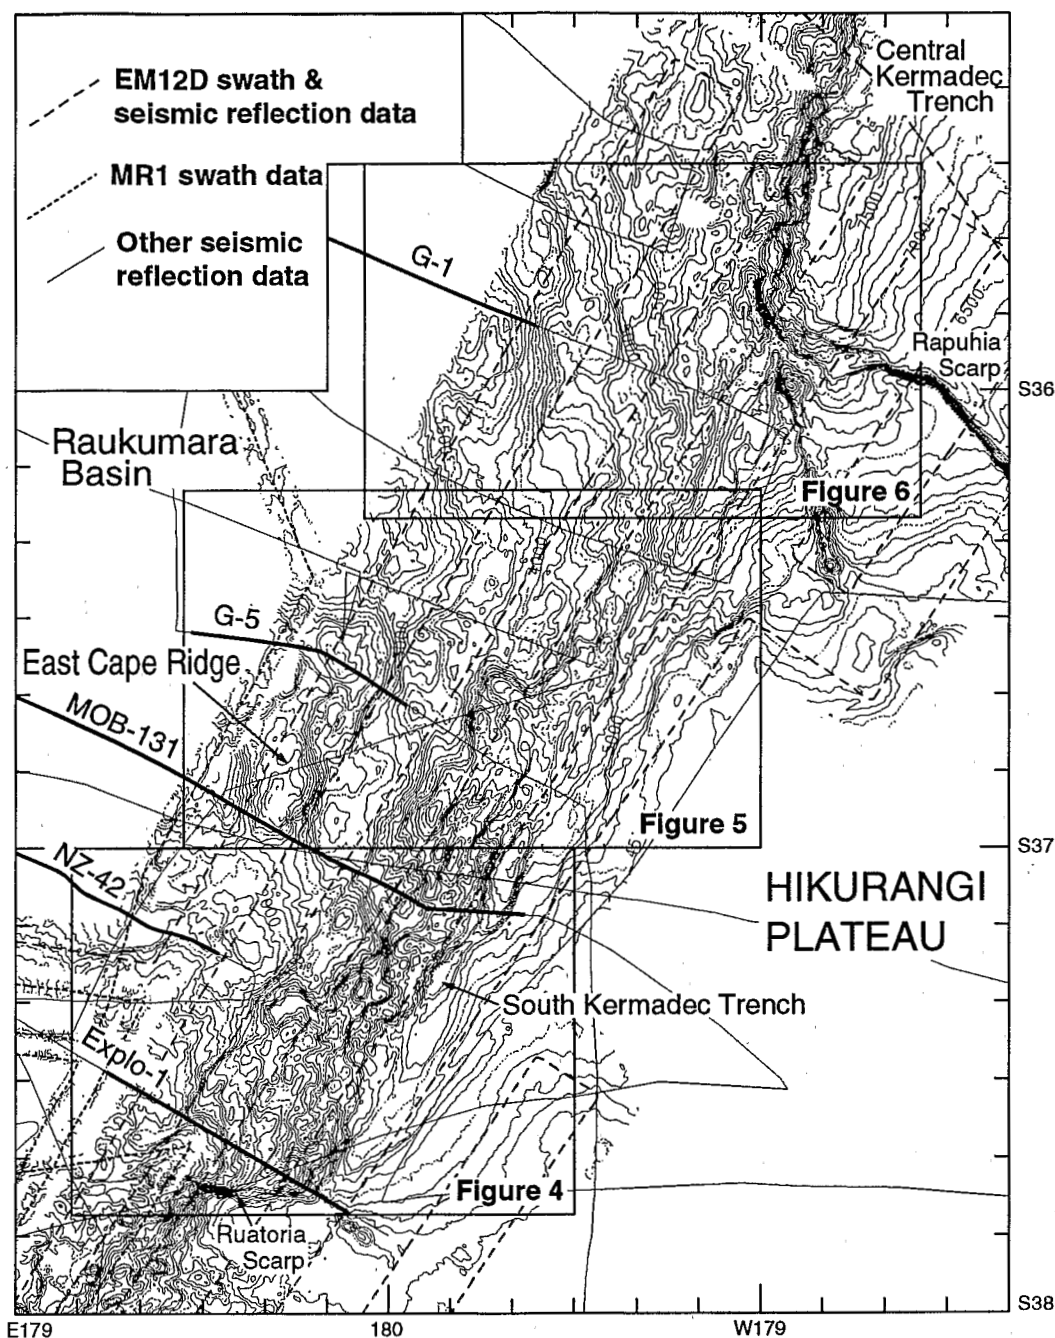 EM12D swath &
seismic reflection data
MR1 swath data
Other seismic
reflection data
Central
Kermadec
Trench
G-1
6500
Rapuhia
Scarp
S36
Raukumara
Basin
Figure 6
G-5
East Cape Ridge
MOB-131
Figure 5
S37
NZ-42
HIKURANGI
PLATEAU
South Kermadec Trench
Explo-1
Figure 4
Ruatoria
Scarp
S38
E179
180
W179